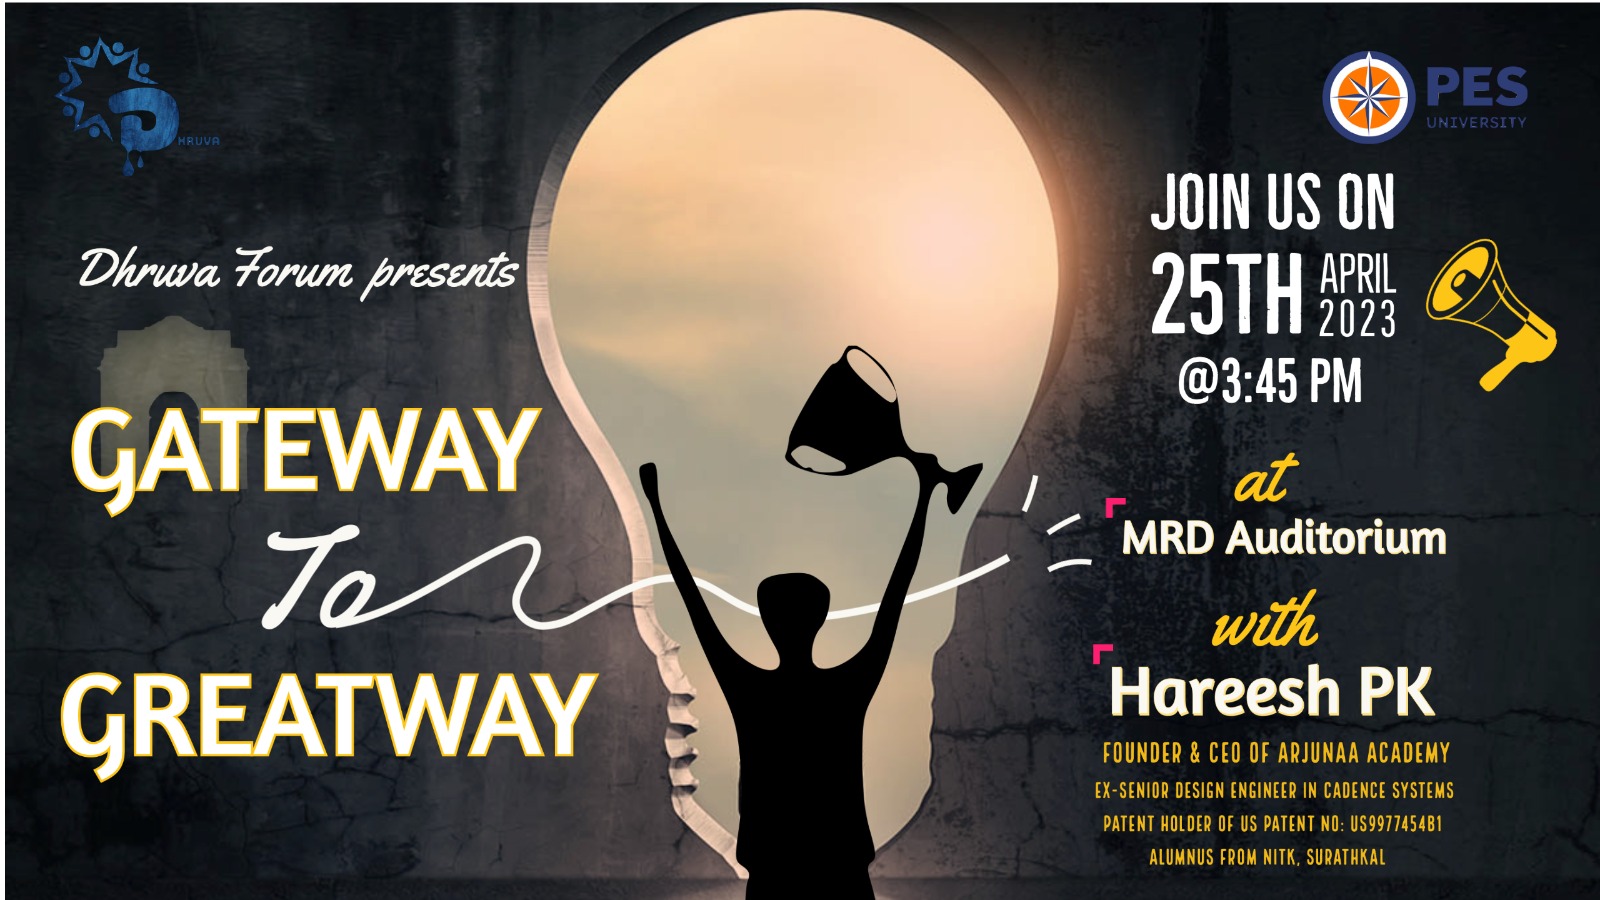 DHRUVA
PES
UNIVERSITY
Dhruva Forum presents
GATEWAY
To
GREATWAY
JOIN US ON
25TH APRIL
2023
@3:45 PM
at
MRD Auditorium
with
Hareesh PK
FOUNDER & CEO OF ARJUNAA ACADEMY
EX-SENIOR DESIGN ENGINEER IN CADENCE SYSTEMS
PATENT HOLDER OF US PATENT NO: US9977454B1
ALUMNUS FROM NITK, SURATHKAL